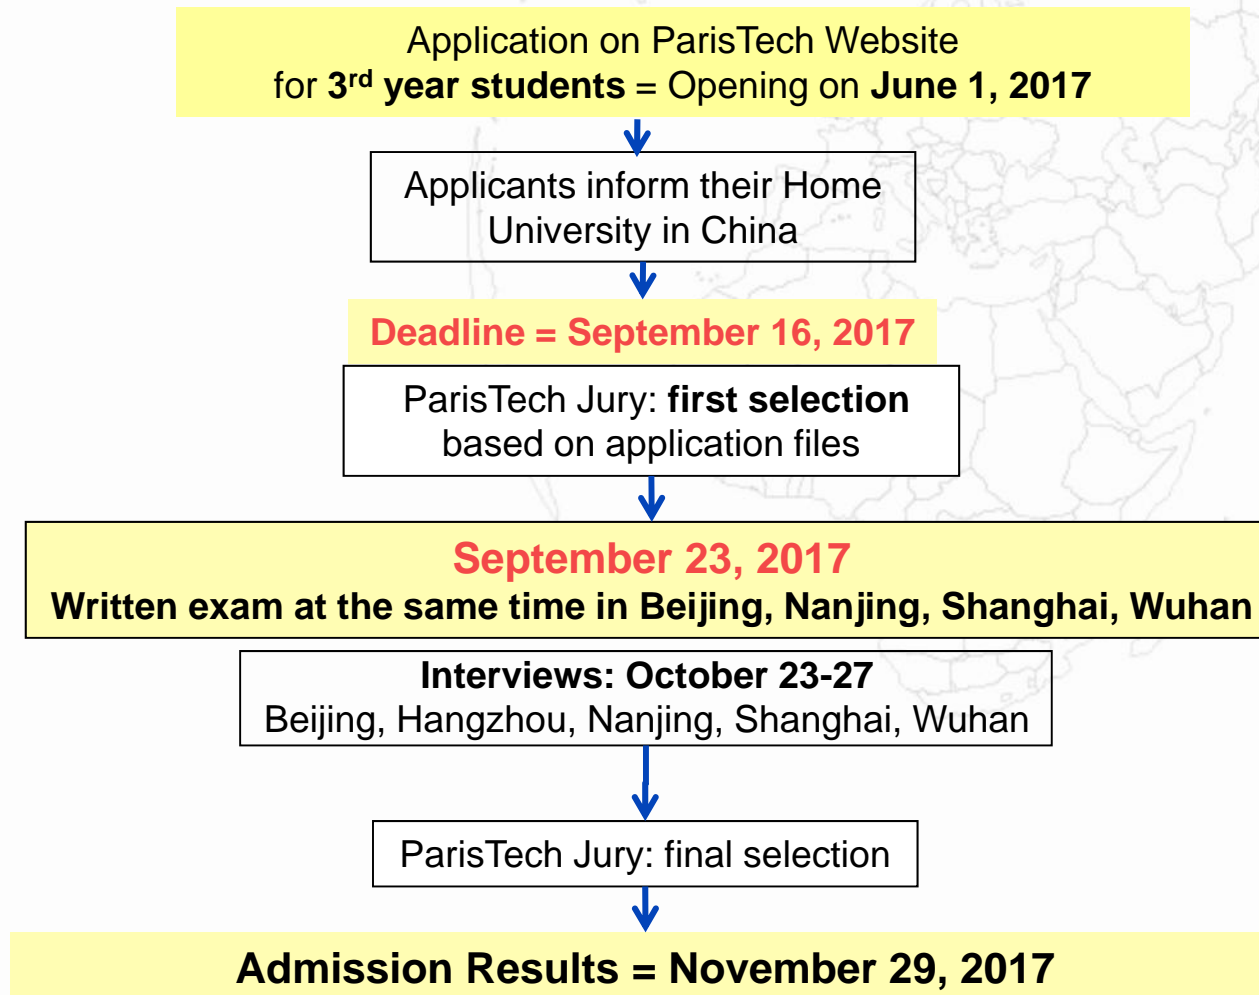 Application on ParisTech Website
for 3rd year students = Opening on June 1, 2017
Applicants inform their Home
University in China
Deadline = September 16, 2017
ParisTech Jury: first selection
based on application files
September 23, 2017
Written exam at the same time in Beijing, Nanjing, Shanghai, Wuhan
Interviews: October 23-27
Beijing, Hangzhou, Nanjing, Shanghai, Wuhan
ParisTech Jury: final selection
Admission Results = November 29, 2017